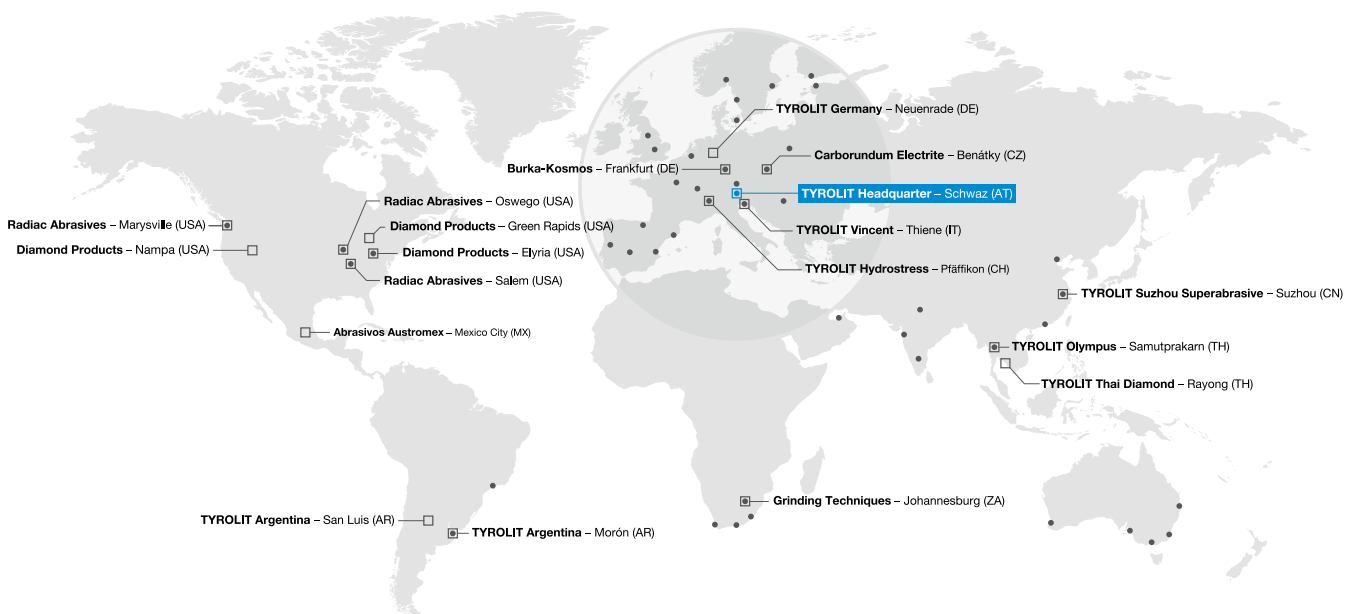 TYROLIT Germany – Neuenrade (DE)
Carborundum Electrite – Benátky (CZ)
Burka-Kosmos – Frankfurt (DE)
TYROLIT Headquarter – Schwaz (AT)
Radiac Abrasives – Oswego (USA)
Radiac Abrasives – Marysville (USA)
Diamond Products – Green Rapids (USA)
TYROLIT Vincent – Thiene (IT)
Diamond Products – Nampa (USA)
Diamond Products – Elyria (USA)
TYROLIT Hydrostress – Pfäffikon (CH)
Radiac Abrasives – Salem (USA)
TYROLIT Suzhou Superabrasive – Suzhou (CN)
Abrasivos Austromex – Mexico City (MX)
TYROLIT Olympus – Samutprakarn (TH)
TYROLIT Thai Diamond – Rayong (TH)
Grinding Techniques – Johannesburg (ZA)
TYROLIT Argentina – San Luis (AR)
TYROLIT Argentina – Morón (AR)